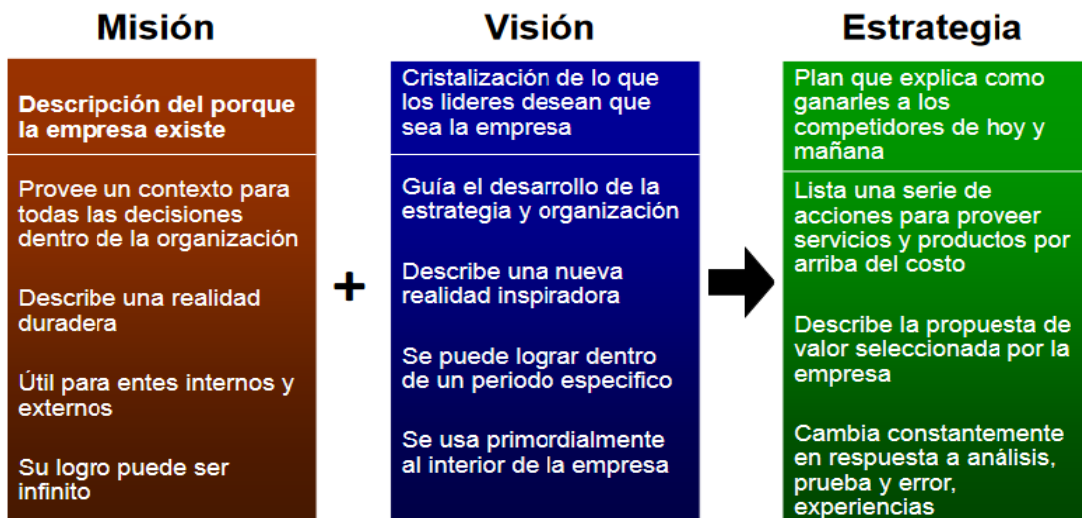 Misión
Descripción del porque
la empresa existe
Provee un contexto para
todas las decisiones
dentro de la organización
Describe una realidad
duradera
Útil para entes internos y
externos
Su logro puede ser
infinito
+
Visión
Cristalización de lo que
los lideres desean que
sea la empresa
Guía el desarrollo de la
estrategia y organización
Describe una nueva
realidad inspiradora
Se puede lograr dentro
de un periodo especifico
Se usa primordialmente
al interior de la empresa
Estrategia
Plan que explica como
ganarles a los
competidores de hoy y
mañana
Lista una serie de
acciones para proveer
servicios y productos por
arriba del costo
Describe la propuesta de
valor seleccionada por la
empresa
Cambia constantemente
en respuesta a análisis,
prueba y error,
experiencias